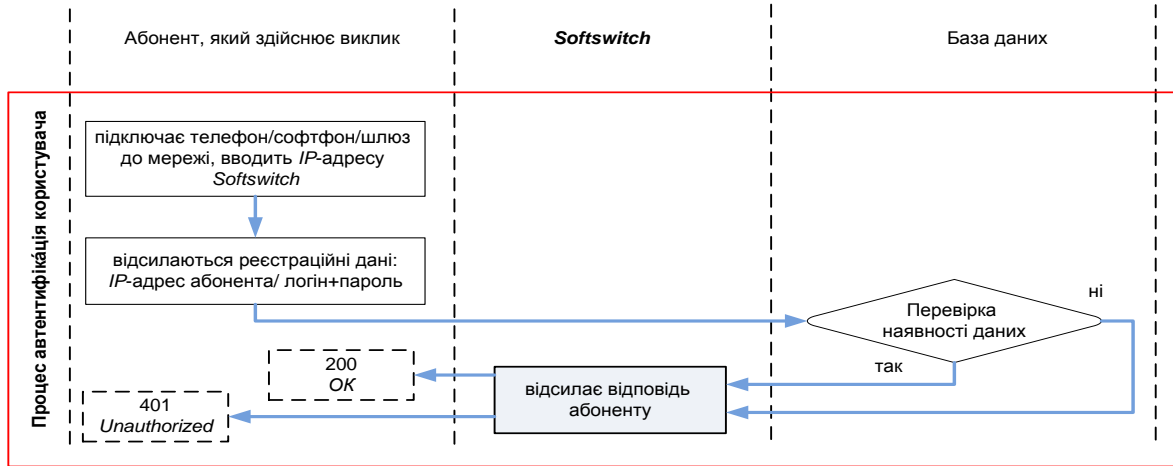 Абонент, який здійснює виклик
Softswitch
База даних
Процес автентифіка́ція користувача
підключає телефон/софтфон/шлюз
до мережі, вводить IP-адресу
Softswitch
відсилаються реєстраційні дані:
IP-адрес абонента/ логін+пароль
Перевірка
наявності даних
ні
так
200
OK
відсилає відповідь
абоненту
401
Unauthorized